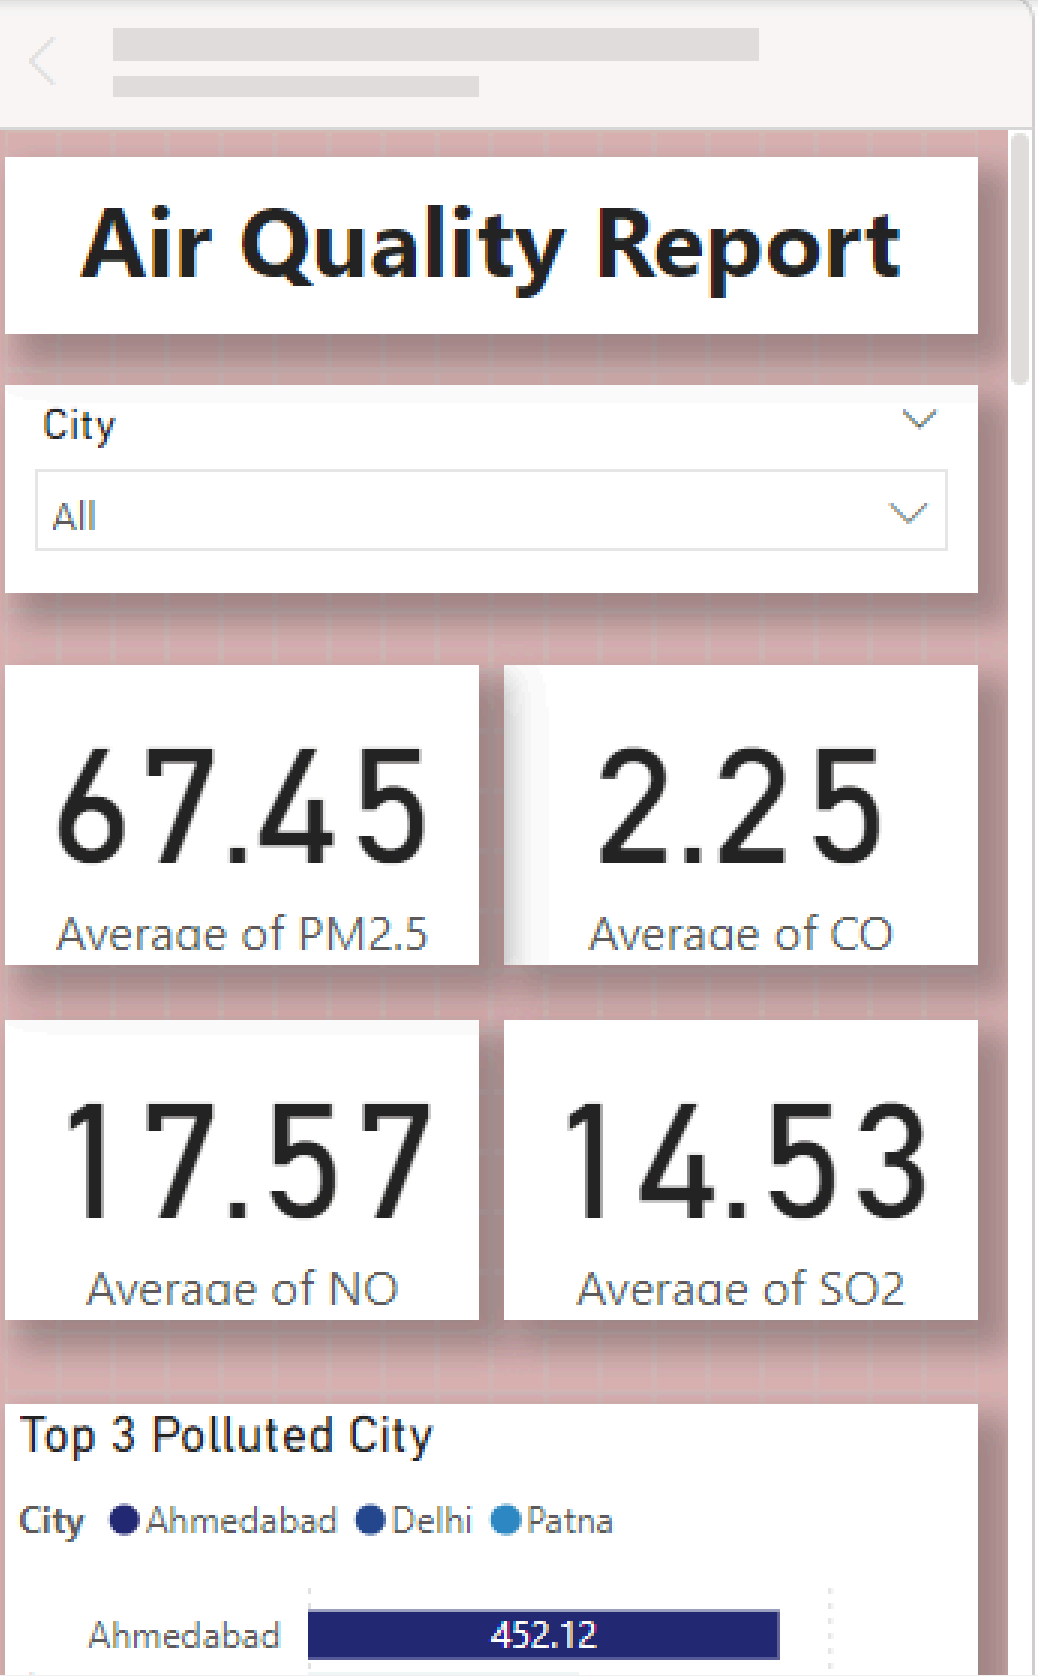 Air Quality Report
City
All
67.45
Average of PM2.5
2.25
Average of CO
17.57
Average of NO
14.53
Average of SO2
Top 3 Polluted City
City Ahmedabad Delhi Patna
Ahmedabad 452.12